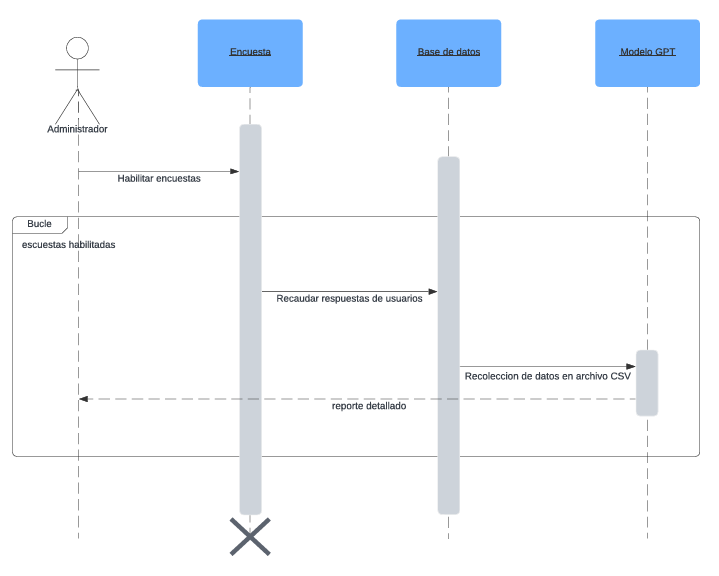 Encuesta
Base de datos
Modelo GPT
Administrador
Habilitar encuestas
Bucle
escuestas habilitadas
Recaudar respuestas de usuarios
Recoleccion de datos en archivo CSV
reporte detallado